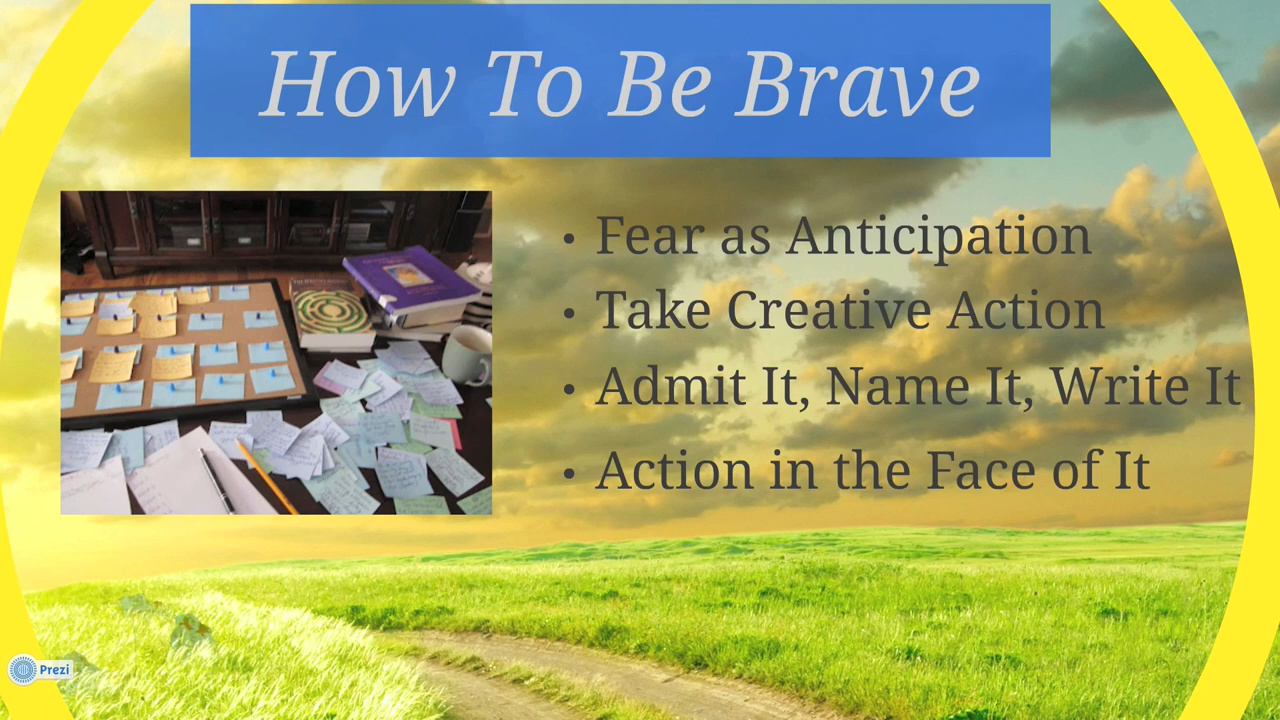 How To Be Brave
• Fear as Anticipation
• Take Creative Action
• Admit It, Name It, Write It
• Action in the Face of It
Prezi